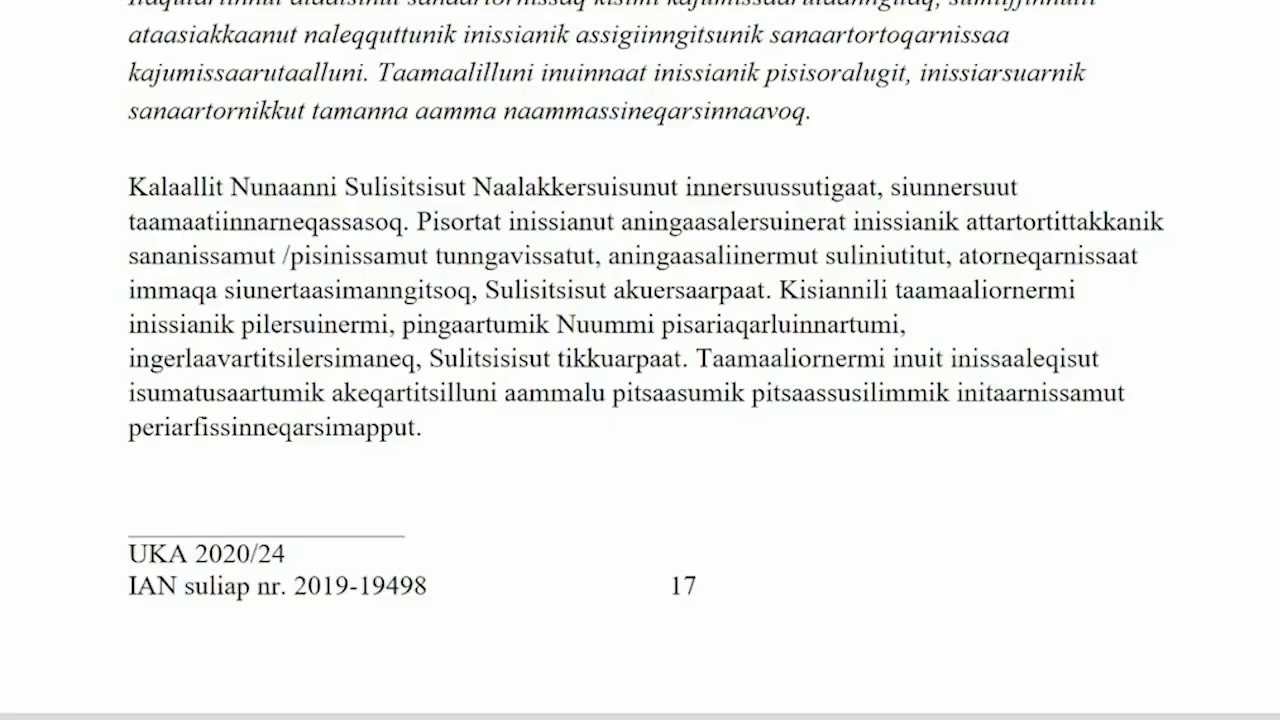 ataasiakkaanut naleqquttunik inissianik assigiinngitsunik sanaartortoqarnissaa
kajumissaarutaalluni. Taamaalilluni inuinnaat inissianik pisisoralugit, inissiarsuarnik
sanaartornikkut tamanna aamma naammassineqarsinnaavoq.
Kalaallit Nunaanni Sulisitsisut Naalakkersuisunut innersuussutigaat, siunnersuut
taamaatiinnarneqassasoq. Pisortat inissianut aningaasalersuinerat inissianik attartortittakkanik
sananissamut /pisinissamut tunngavissatut, aningaasaliinermut suliniutitut, atorneqarnissaat
immaqa siunertaasimanngitsoq, Sulisitsisut akuersaarpaat. Kisiannili taamaaliornermi
inissianik pilersuinermi, pingaartumik Nuummi pisariaqarluinnartumi,
ingerlaavartitsilersimaneq, Sulitsisisut tikkuarpaat. Taamaaliornermi inuit inissaaleqisut
isumatusaartumik akeqartitsilluni aammalu pitsaasumik pitsaassusilimmik initaarnissamut
periarfissinneqarsimapput.
UKA 2020/24
IAN suliap nr. 2019-19498 17